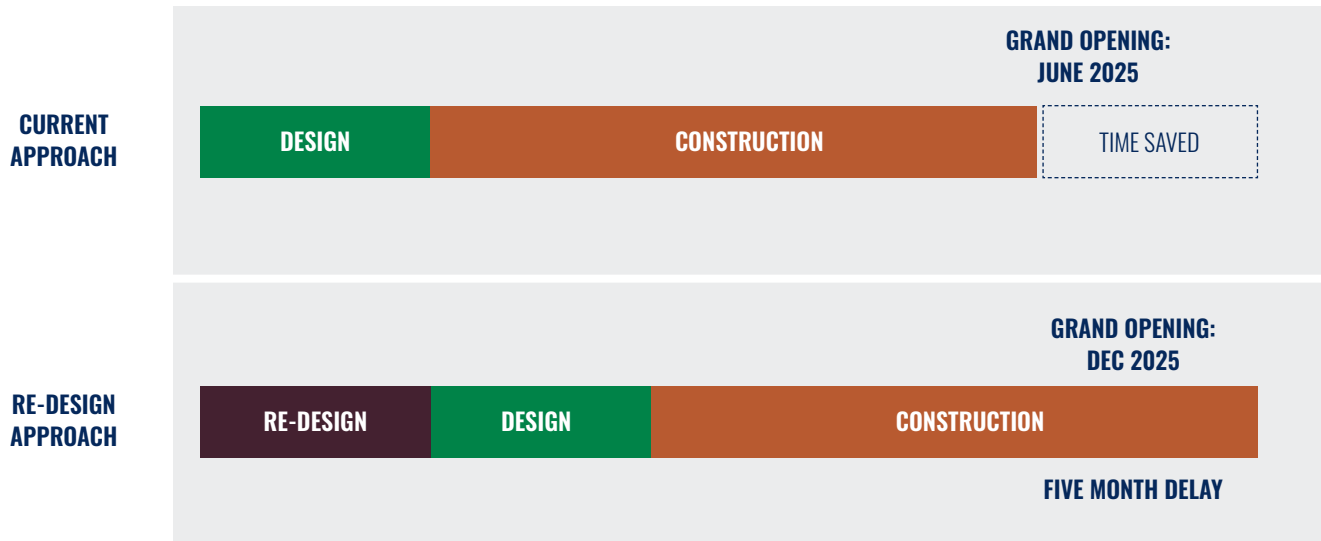 GRAND OPENING:
JUNE 2025
CURRENT
APPROACH
DESIGN
CONSTRUCTION
TIME SAVED
GRAND OPENING:
DEC 2025
RE-DESIGN
APPROACH
RE-DESIGN
DESIGN
CONSTRUCTION
FIVE MONTH DELAY